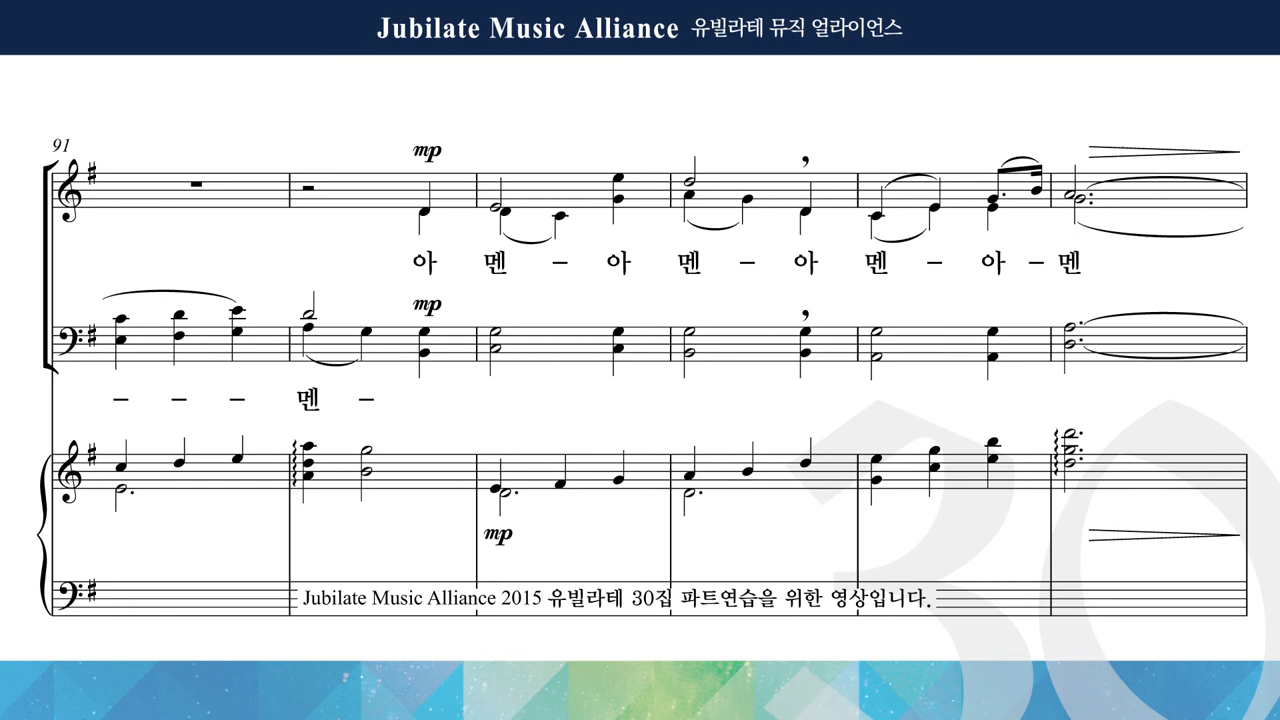 Jubilate Music Alliance 유빌라테 뮤직 얼라이언스
91
mp
아 멘 – 아 멘 – 아 멘 – 아 – 멘
mp
– – – 멘 –
mp
Jubilate Music Alliance 2015 유빌라테 30집 파트연습을 위한 영상입니다.
30